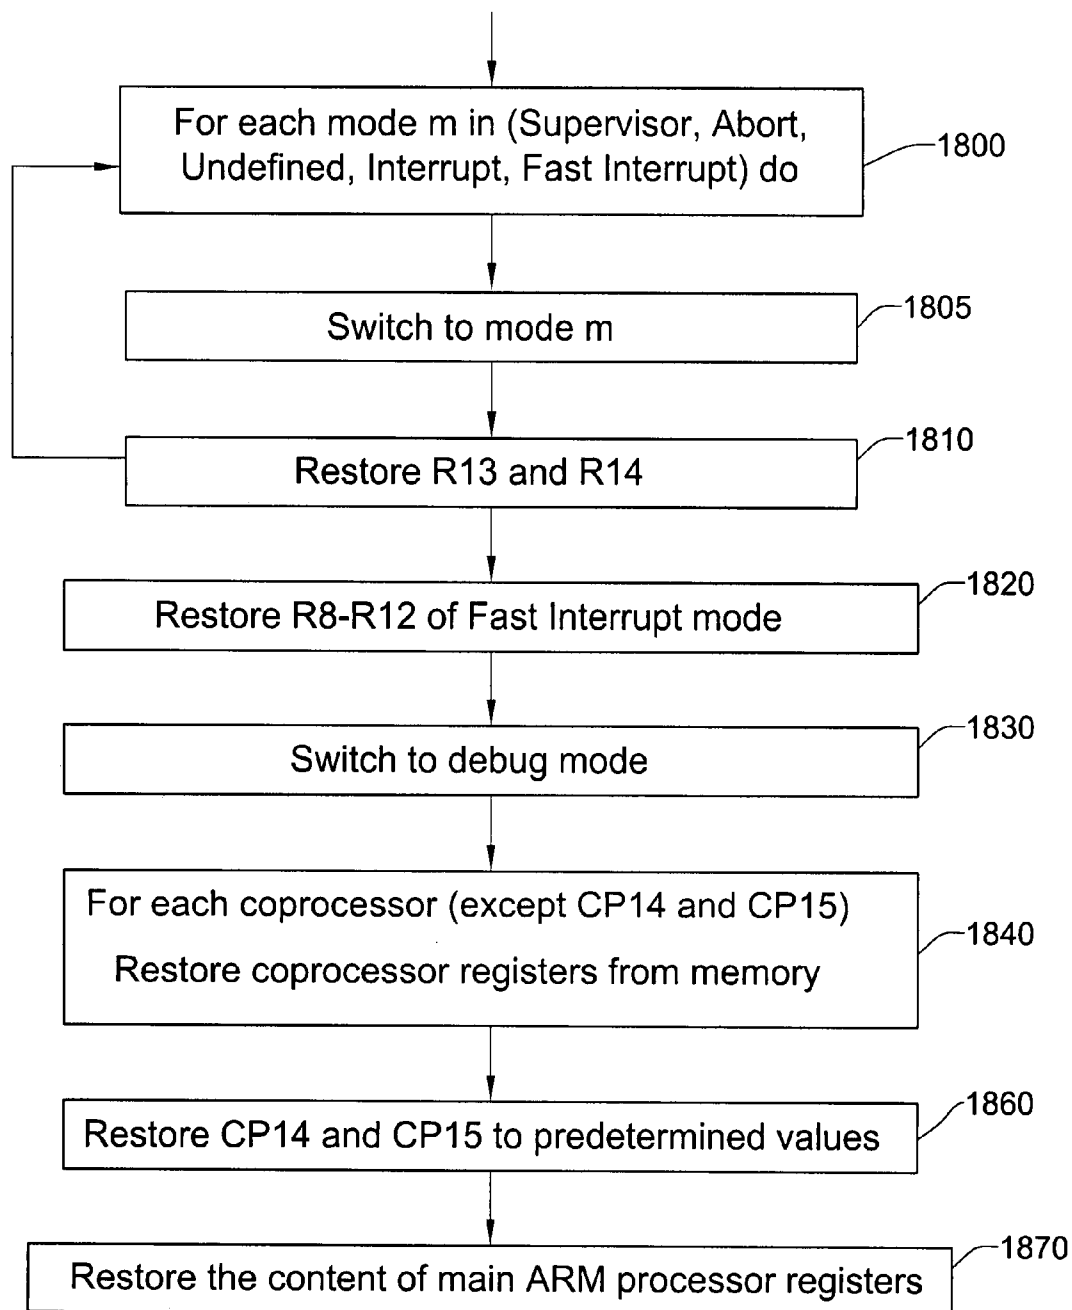 For each mode m in (Supervisor, Abort,
Undefined, Interrupt, Fast Interrupt) do
1800
Switch to mode m
1805
Restore R13 and R14
1810
Restore R8-R12 of Fast Interrupt mode
1820
Switch to debug mode
1830
For each coprocessor (except CP14 and CP15)
Restore coprocessor registers from memory
1840
Restore CP14 and CP15 to predetermined values
1860
Restore the content of main ARM processor registers
1870